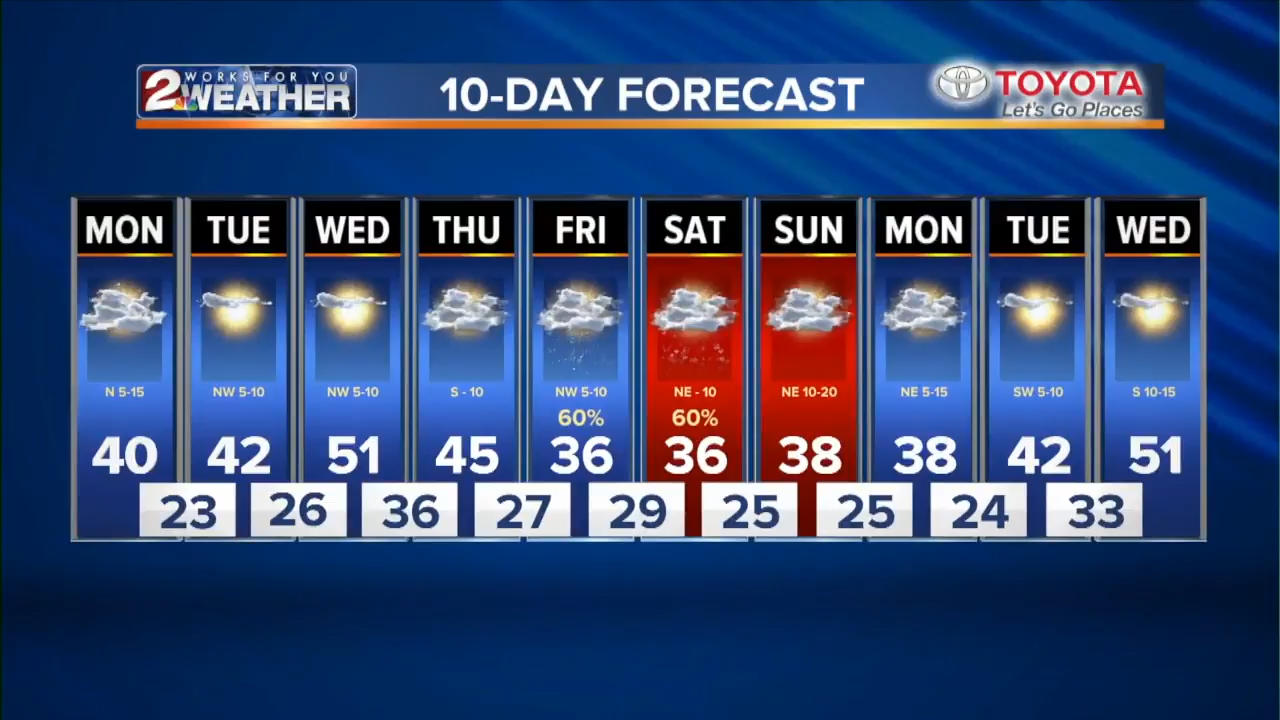 2 WORKS FOR YOU
WEATHER
10-DAY FORECAST
TOYOTA
Let's Go Places
MON TUE WED THU FRI SAT SUN MON TUE WED
N 5-15 NW 5-10 NW 5-10 S - 10 NW 5-10 NE - 10 NE 10-20 NE 5-15 SW 5-10 S 10-15
60% 60%
40 42 51 45 36 36 38 38 42 51
23 26 36 27 29 25 25 24 33